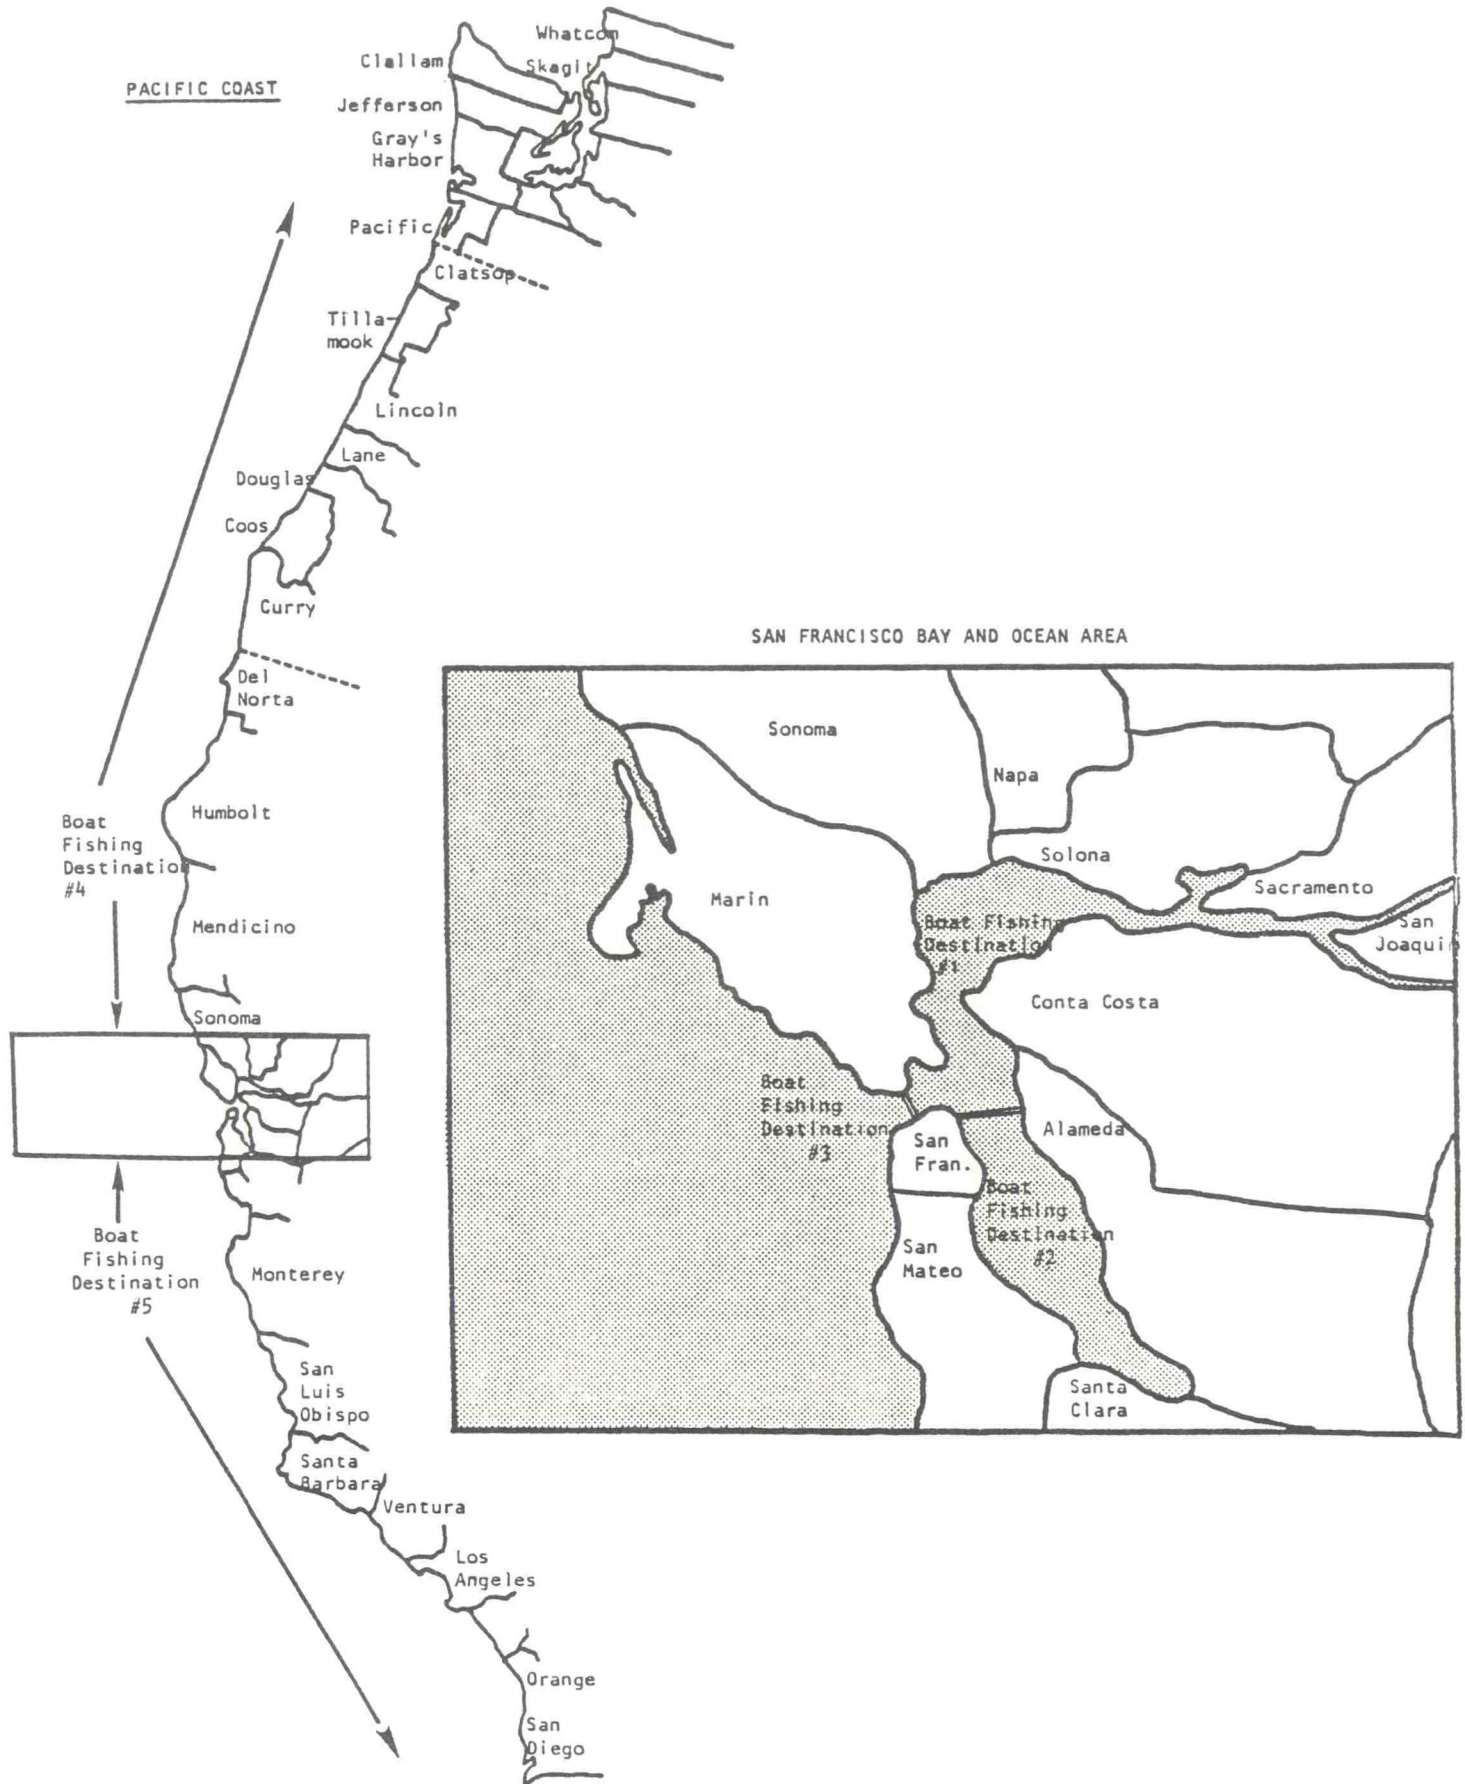 PACIFIC COAST
Whatcom
Clallam
Skagit
Jefferson
Gray's
Harbor
Pacific
Clatsop
Tilla-
mook
Lincoln
Lane
Douglas
Coos
Curry
Del
Norta
Humbolt
Boat
Fishing
Destination
#4
Mendicino
Sonoma
Boat
Fishing
Destination
#5
Monterey
San
Luis
Obispo
Santa
Barbara
Ventura
Los
Angeles
Orange
San
Diego
SAN FRANCISCO BAY AND OCEAN AREA
Sonoma
Napa
Solona
Sacramento
Marin
Boat Fishing
Destination
#1
San
Joaquin
Conta Costa
Boat
Fishing
Destination
#3
San
Fran.
Alameda
Boat
Fishing
Destination
#2
San
Mateo
Santa
Clara